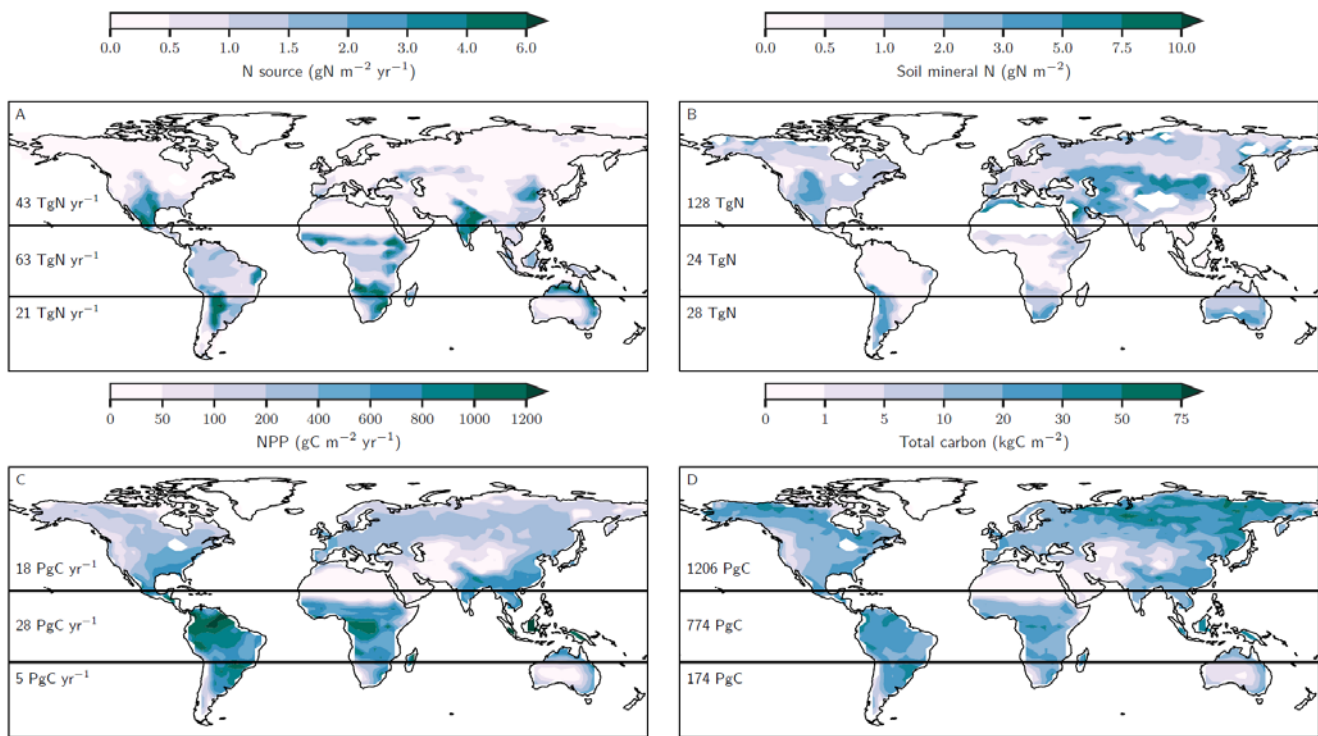 0.0 0.5 1.0 1.5 2.0 3.0 4.0 6.0
N source (gN m⁻² yr⁻¹)
0.0 0.5 1.0 2.0 3.0 5.0 7.5 10.0
Soil mineral N (gN m⁻²)
A
43 TgN yr⁻¹
63 TgN yr⁻¹
21 TgN yr⁻¹
B
128 TgN
24 TgN
28 TgN
0 50 100 200 400 600 800 1000 1200
NPP (gC m⁻² yr⁻¹)
0 1 5 10 20 30 50 75
Total carbon (kgC m⁻²)
C
18 PgC yr⁻¹
28 PgC yr⁻¹
5 PgC yr⁻¹
D
1206 PgC
774 PgC
174 PgC